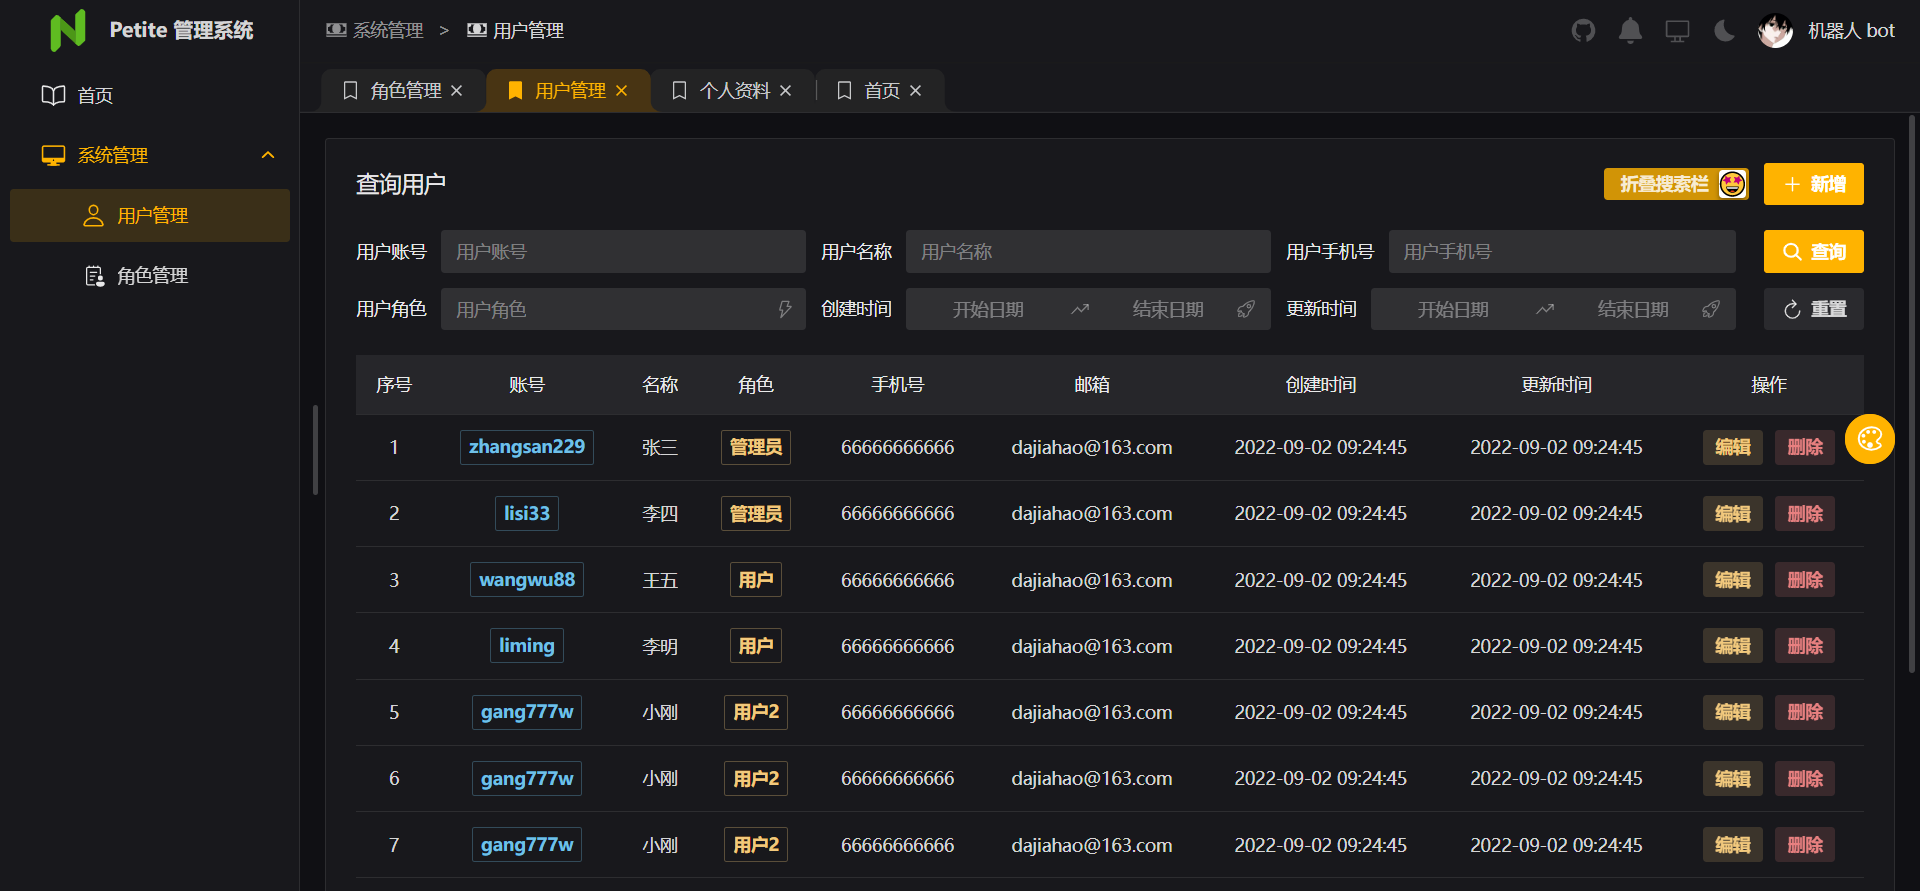 Petite 管理系统
首页
系统管理
用户管理
角色管理
系统管理 > 用户管理
机器人 bot
角色管理 用户管理 个人资料 首页
查询用户
折叠搜索栏 新增
用户账号 用户账号 用户名称 用户名称 用户手机号 用户手机号 查询
用户角色 用户角色 创建时间 开始日期 结束日期 更新时间 开始日期 结束日期 重置
序号 账号 名称 角色 手机号 邮箱 创建时间 更新时间 操作
1 zhangsan229 张三 管理员 66666666666 dajiahao@163.com 2022-09-02 09:24:45 2022-09-02 09:24:45 编辑 删除
2 lisi33 李四 管理员 66666666666 dajiahao@163.com 2022-09-02 09:24:45 2022-09-02 09:24:45 编辑 删除
3 wangwu88 王五 用户 66666666666 dajiahao@163.com 2022-09-02 09:24:45 2022-09-02 09:24:45 编辑 删除
4 liming 李明 用户 66666666666 dajiahao@163.com 2022-09-02 09:24:45 2022-09-02 09:24:45 编辑 删除
5 gang777w 小刚 用户2 66666666666 dajiahao@163.com 2022-09-02 09:24:45 2022-09-02 09:24:45 编辑 删除
6 gang777w 小刚 用户2 66666666666 dajiahao@163.com 2022-09-02 09:24:45 2022-09-02 09:24:45 编辑 删除
7 gang777w 小刚 用户2 66666666666 dajiahao@163.com 2022-09-02 09:24:45 2022-09-02 09:24:45 编辑 删除